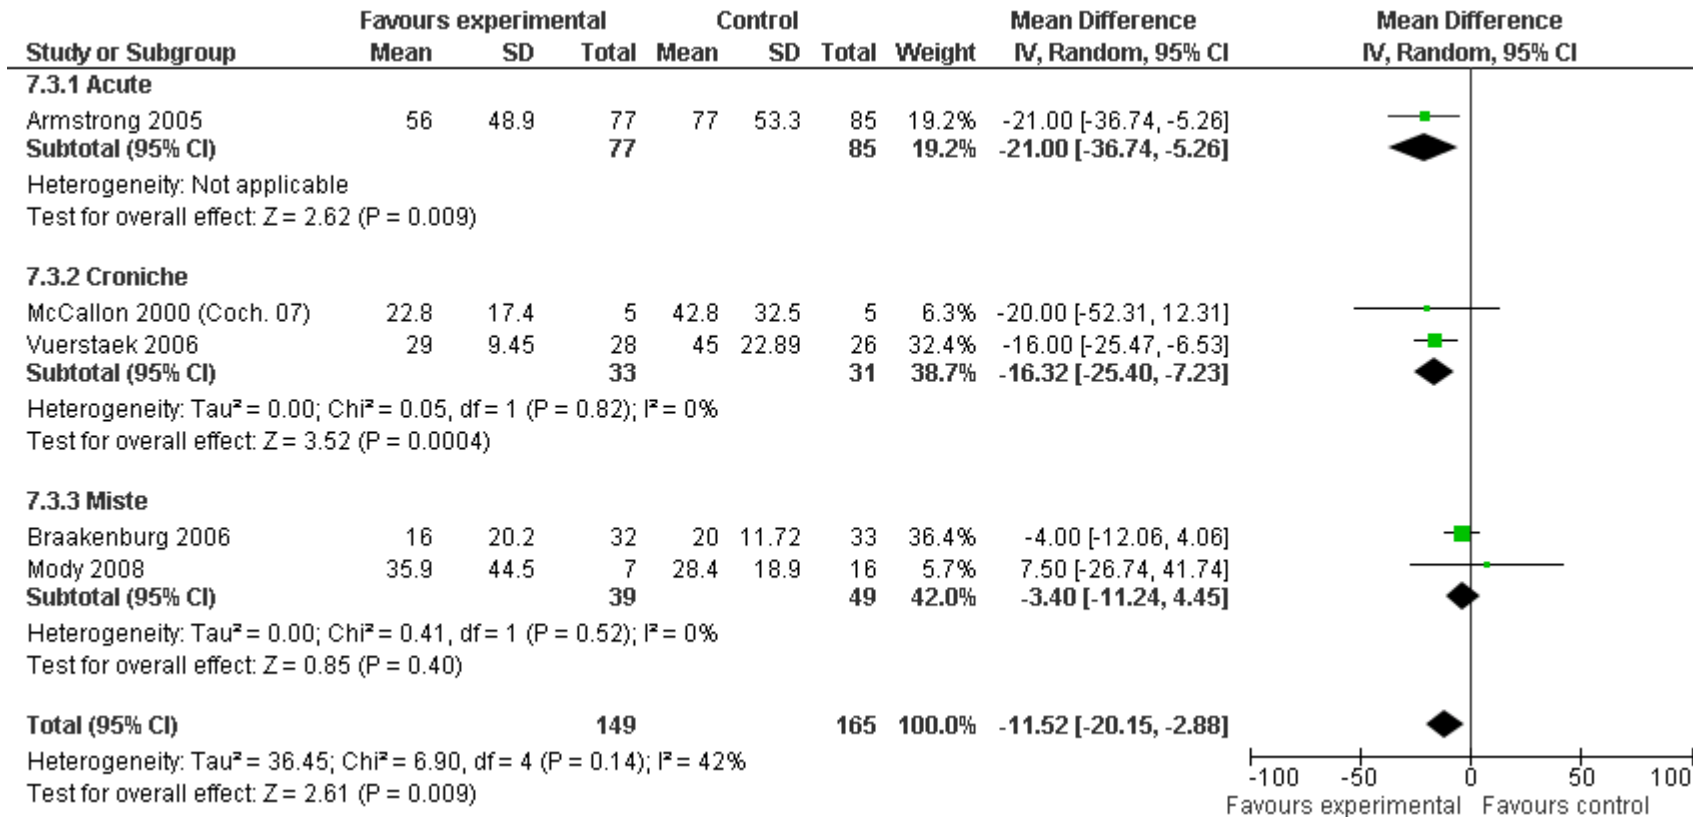 Favours experimental Control Mean Difference Mean Difference
Study or Subgroup Mean SD Total Mean SD Total Weight IV, Random, 95% CI IV, Random, 95% CI
7.3.1 Acute
Armstrong 2005 56 48.9 77 77 53.3 85 19.2% -21.00 [-36.74, -5.26]
Subtotal (95% CI) 77 85 19.2% -21.00 [-36.74, -5.26]
Heterogeneity: Not applicable
Test for overall effect: Z = 2.62 (P = 0.009)
7.3.2 Croniche
McCallon 2000 (Coch. 07) 22.8 17.4 5 42.8 32.5 5 6.3% -20.00 [-52.31, 12.31]
Vuerstaek 2006 29 9.45 28 45 22.89 26 32.4% -16.00 [-25.47, -6.53]
Subtotal (95% CI) 33 31 38.7% -16.32 [-25.40, -7.23]
Heterogeneity: Tau² = 0.00; Chi² = 0.05, df = 1 (P = 0.82); I² = 0%
Test for overall effect: Z = 3.52 (P = 0.0004)
7.3.3 Miste
Braakenburg 2006 16 20.2 32 20 11.72 33 36.4% -4.00 [-12.06, 4.06]
Mody 2008 35.9 44.5 7 28.4 18.9 16 5.7% 7.50 [-26.74, 41.74]
Subtotal (95% CI) 39 49 42.0% -3.40 [-11.24, 4.45]
Heterogeneity: Tau² = 0.00; Chi² = 0.41, df = 1 (P = 0.52); I² = 0%
Test for overall effect: Z = 0.85 (P = 0.40)
Total (95% CI) 149 165 100.0% -11.52 [-20.15, -2.88]
Heterogeneity: Tau² = 36.45; Chi² = 6.90, df = 4 (P = 0.14); I² = 42%
Test for overall effect: Z = 2.61 (P = 0.009)
-100 -50 0 50 100
Favours experimental Favours control